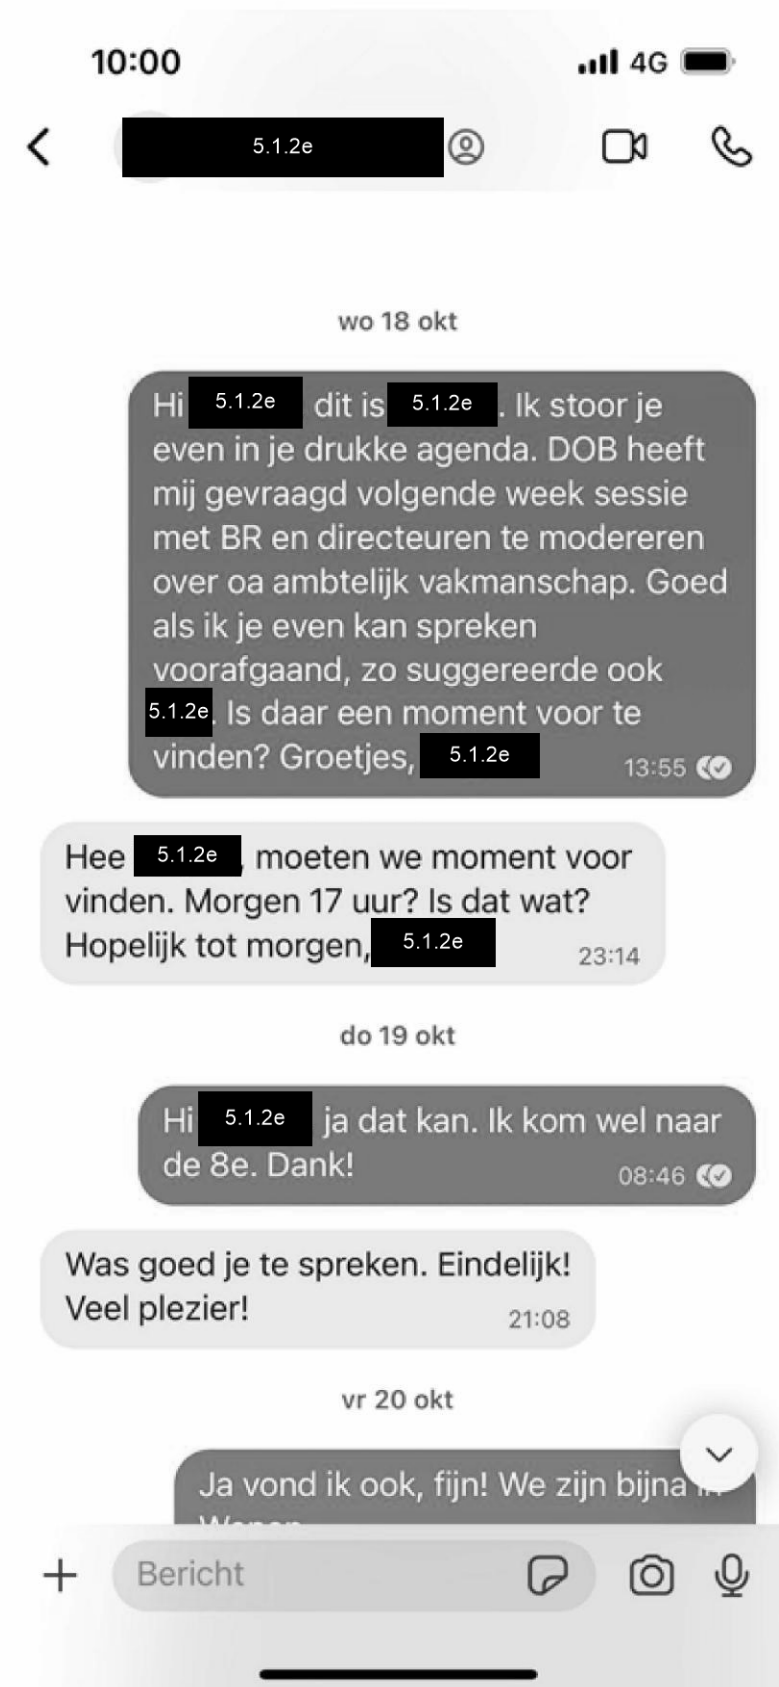 10:00 4G
5.1.2e
wo 18 okt
Hi 5.1.2e dit is 5.1.2e. Ik stoor je
even in je drukke agenda. DOB heeft
mij gevraagd volgende week sessie
met BR en directeuren te modereren
over oa ambtelijk vakmanschap. Goed
als ik je even kan spreken
voorafgaand, zo suggereerde ook
5.1.2e. Is daar een moment voor te
vinden? Groetjes, 5.1.2e 13:55
Hee 5.1.2e, moeten we moment voor
vinden. Morgen 17 uur? Is dat wat?
Hopelijk tot morgen, 5.1.2e 23:14
do 19 okt
Hi 5.1.2e ja dat kan. Ik kom wel naar
de 8e. Dank! 08:46
Was goed je te spreken. Eindelijk!
Veel plezier! 21:08
vr 20 okt
Ja vond ik ook, fijn! We zijn bijna
Bericht